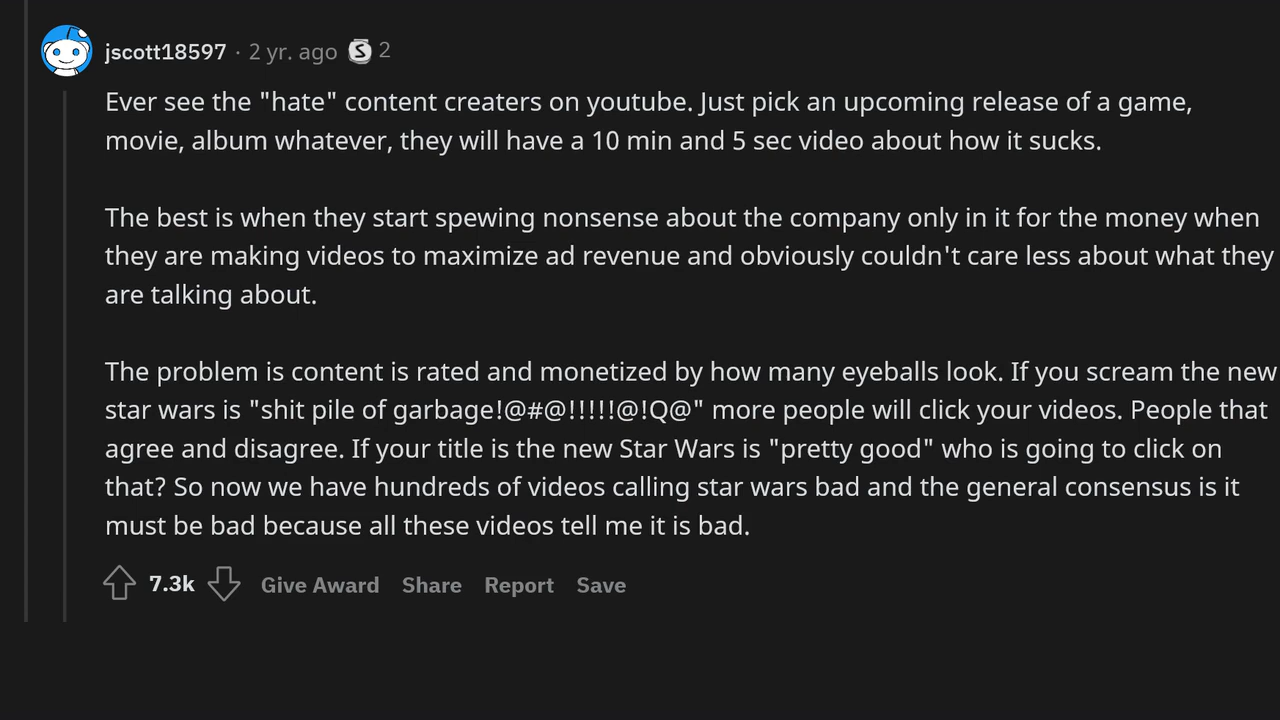 jscott18597 · 2 yr. ago S 2
Ever see the "hate" content creaters on youtube. Just pick an upcoming release of a game,
movie, album whatever, they will have a 10 min and 5 sec video about how it sucks.
The best is when they start spewing nonsense about the company only in it for the money when
they are making videos to maximize ad revenue and obviously couldn't care less about what they
are talking about.
The problem is content is rated and monetized by how many eyeballs look. If you scream the new
star wars is "shit pile of garbage!@#@!!!!!@!Q@" more people will click your videos. People that
agree and disagree. If your title is the new Star Wars is "pretty good" who is going to click on
that? So now we have hundreds of videos calling star wars bad and the general consensus is it
must be bad because all these videos tell me it is bad.
7.3k Give Award Share Report Save